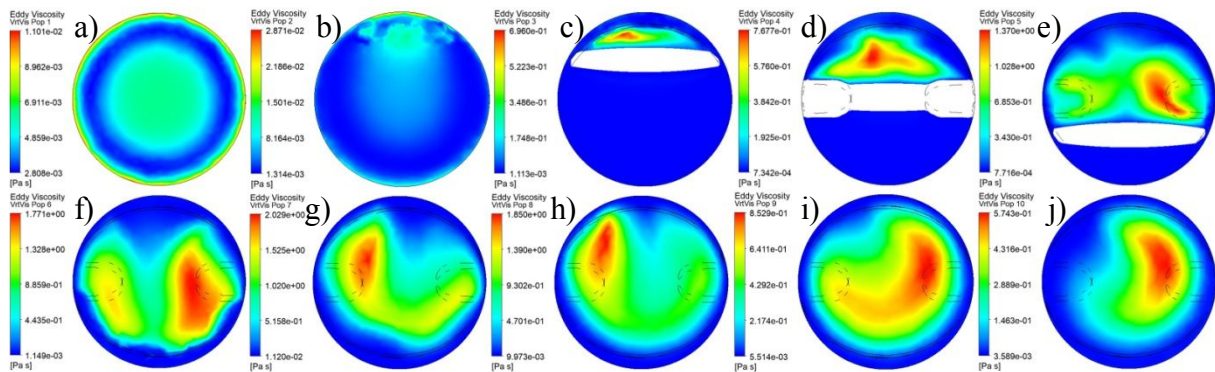 Eddy Viscosity
VrtVis Pop 1
1.101e-02
8.962e-03
6.911e-03
4.859e-03
2.808e-03
[Pa s]
a)
Eddy Viscosity
VrtVis Pop 2
2.871e-02
2.186e-02
1.501e-02
8.164e-03
1.314e-03
[Pa s]
b)
Eddy Viscosity
VrtVis Pop 3
6.960e-01
5.223e-01
3.486e-01
1.748e-01
1.113e-03
[Pa s]
c)
Eddy Viscosity
VrtVis Pop 4
7.677e-01
5.760e-01
3.842e-01
1.925e-01
7.342e-04
[Pa s]
d)
Eddy Viscosity
VrtVis Pop 5
1.370e+00
1.028e+00
6.853e-01
3.430e-01
7.716e-04
[Pa s]
e)
Eddy Viscosity
VrtVis Pop 6
1.771e+00
1.328e+00
8.859e-01
4.435e-01
1.149e-03
[Pa s]
f)
Eddy Viscosity
VrtVis Pop 7
2.029e+00
1.525e+00
1.020e+00
5.158e-01
1.120e-02
[Pa s]
g)
Eddy Viscosity
VrtVis Pop 8
1.850e+00
1.390e+00
9.302e-01
4.701e-01
9.973e-03
[Pa s]
h)
Eddy Viscosity
VrtVis Pop 9
8.529e-01
6.411e-01
4.292e-01
2.174e-01
5.514e-03
[Pa s]
i)
Eddy Viscosity
VrtVis Pop 10
5.743e-01
4.316e-01
2.889e-01
1.463e-01
3.589e-03
[Pa s]
j)